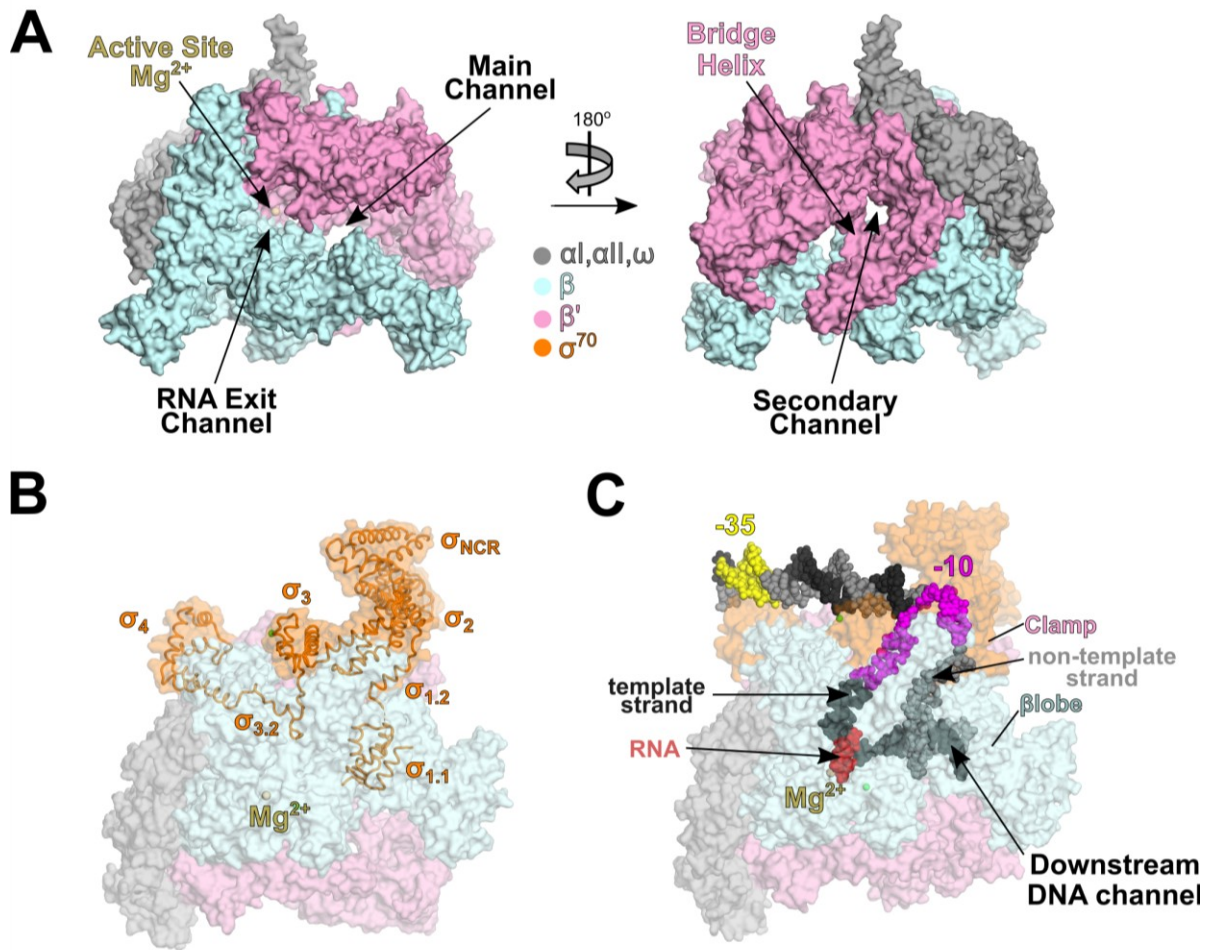 A
Active Site
Mg²⁺
Main
Channel
RNA Exit
Channel
180º
αI,αII,ω
β
β'
σ⁷⁰
Bridge
Helix
Secondary
Channel
B
σNCR
σ3
σ4
σ2
σ1.2
σ3.2
σ1.1
Mg²⁺
C
-35
-10
Clamp
non-template
strand
template
strand
βlobe
RNA
Mg²⁺
Downstream
DNA channel